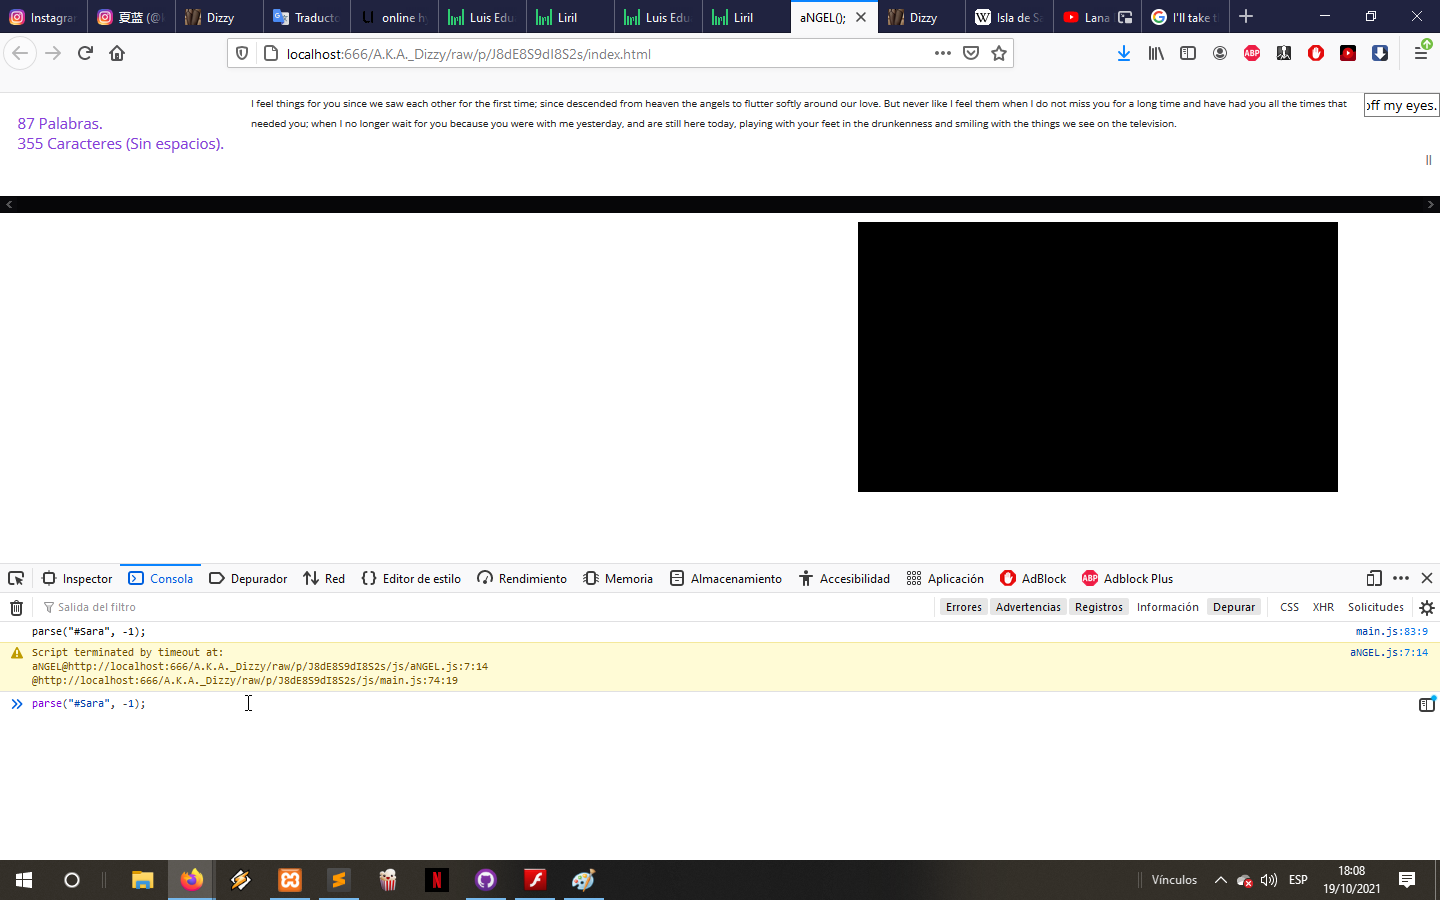 Instagram
夏蓝 (@
Dizzy
Traducto
online hy
Luis Edu
Liril
Luis Edu
Liril
aNGEL();
Dizzy
Isla de Sa
Lana
I'll take t
localhost:666/A.K.A._Dizzy/raw/p/J8dE8S9dI8S2s/index.html
87 Palabras.
355 Caracteres (Sin espacios).
I feel things for you since we saw each other for the first time; since descended from heaven the angels to flutter softly around our love. But never like I feel them when I do not miss you for a long time and have had you all the times that
needed you; when I no longer wait for you because you were with me yesterday, and are still here today, playing with your feet in the drunkenness and smiling with the things we see on the television.
off my eyes.
||
Inspector
Consola
Depurador
Red
Editor de estilo
Rendimiento
Memoria
Almacenamiento
Accesibilidad
Aplicación
AdBlock
Adblock Plus
Salida del filtro
Errores
Advertencias
Registros
Información
Depurar
CSS
XHR
Solicitudes
parse("#Sara", -1);
main.js:83:9
Script terminated by timeout at:
aNGEL.js:7:14
aNGEL@http://localhost:666/A.K.A._Dizzy/raw/p/J8dE8S9dI8S2s/js/aNGEL.js:7:14
@http://localhost:666/A.K.A._Dizzy/raw/p/J8dE8S9dI8S2s/js/main.js:74:19
parse("#Sara", -1);
Vínculos
ESP
18:08
19/10/2021